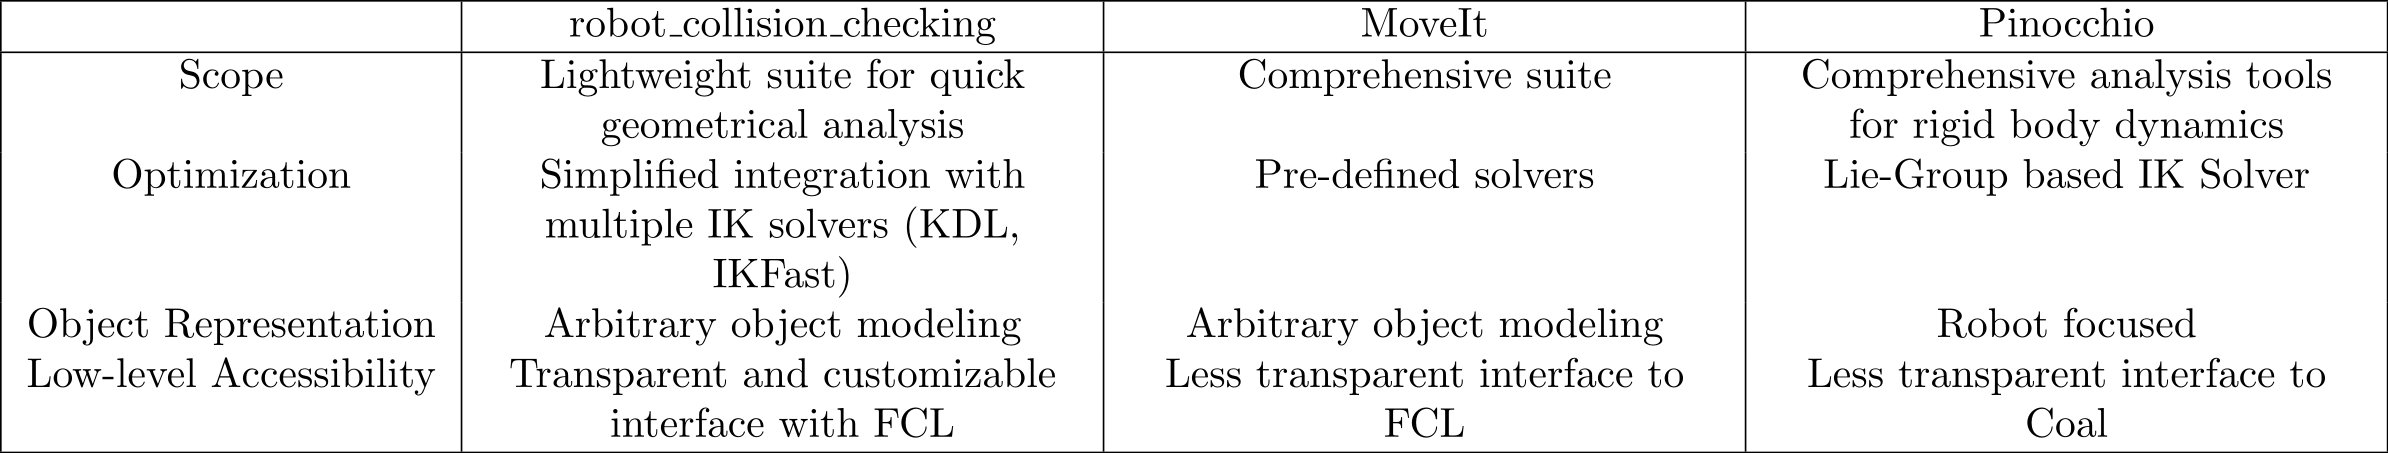 robot_collision_checking MoveIt Pinocchio
Scope Lightweight suite for quick Comprehensive suite Comprehensive analysis tools
geometrical analysis for rigid body dynamics
Optimization Simplified integration with Pre-defined solvers Lie-Group based IK Solver
multiple IK solvers (KDL,
IKFast)
Object Representation Arbitrary object modeling Arbitrary object modeling Robot focused
Low-level Accessibility Transparent and customizable Less transparent interface to Less transparent interface to
interface with FCL FCL Coal